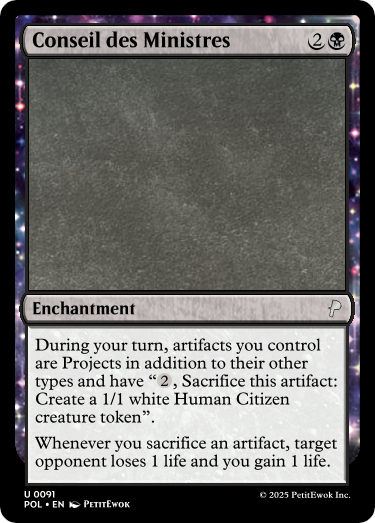 Conseil des Ministres 2
Enchantment
During your turn, artifacts you control
are Projects in addition to their other
types and have “2, Sacrifice this artifact:
Create a 1/1 white Human Citizen
creature token”.
Whenever you sacrifice an artifact, target
opponent loses 1 life and you gain 1 life.
U 0091
POL • EN PetitEwok
© 2025 PetitEwok Inc.